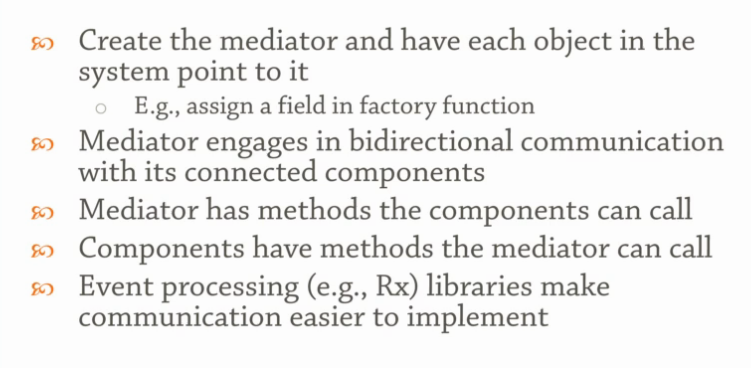 Create the mediator and have each object in the
system point to it
E.g., assign a field in factory function
Mediator engages in bidirectional communication
with its connected components
Mediator has methods the components can call
Components have methods the mediator can call
Event processing (e.g., Rx) libraries make
communication easier to implement